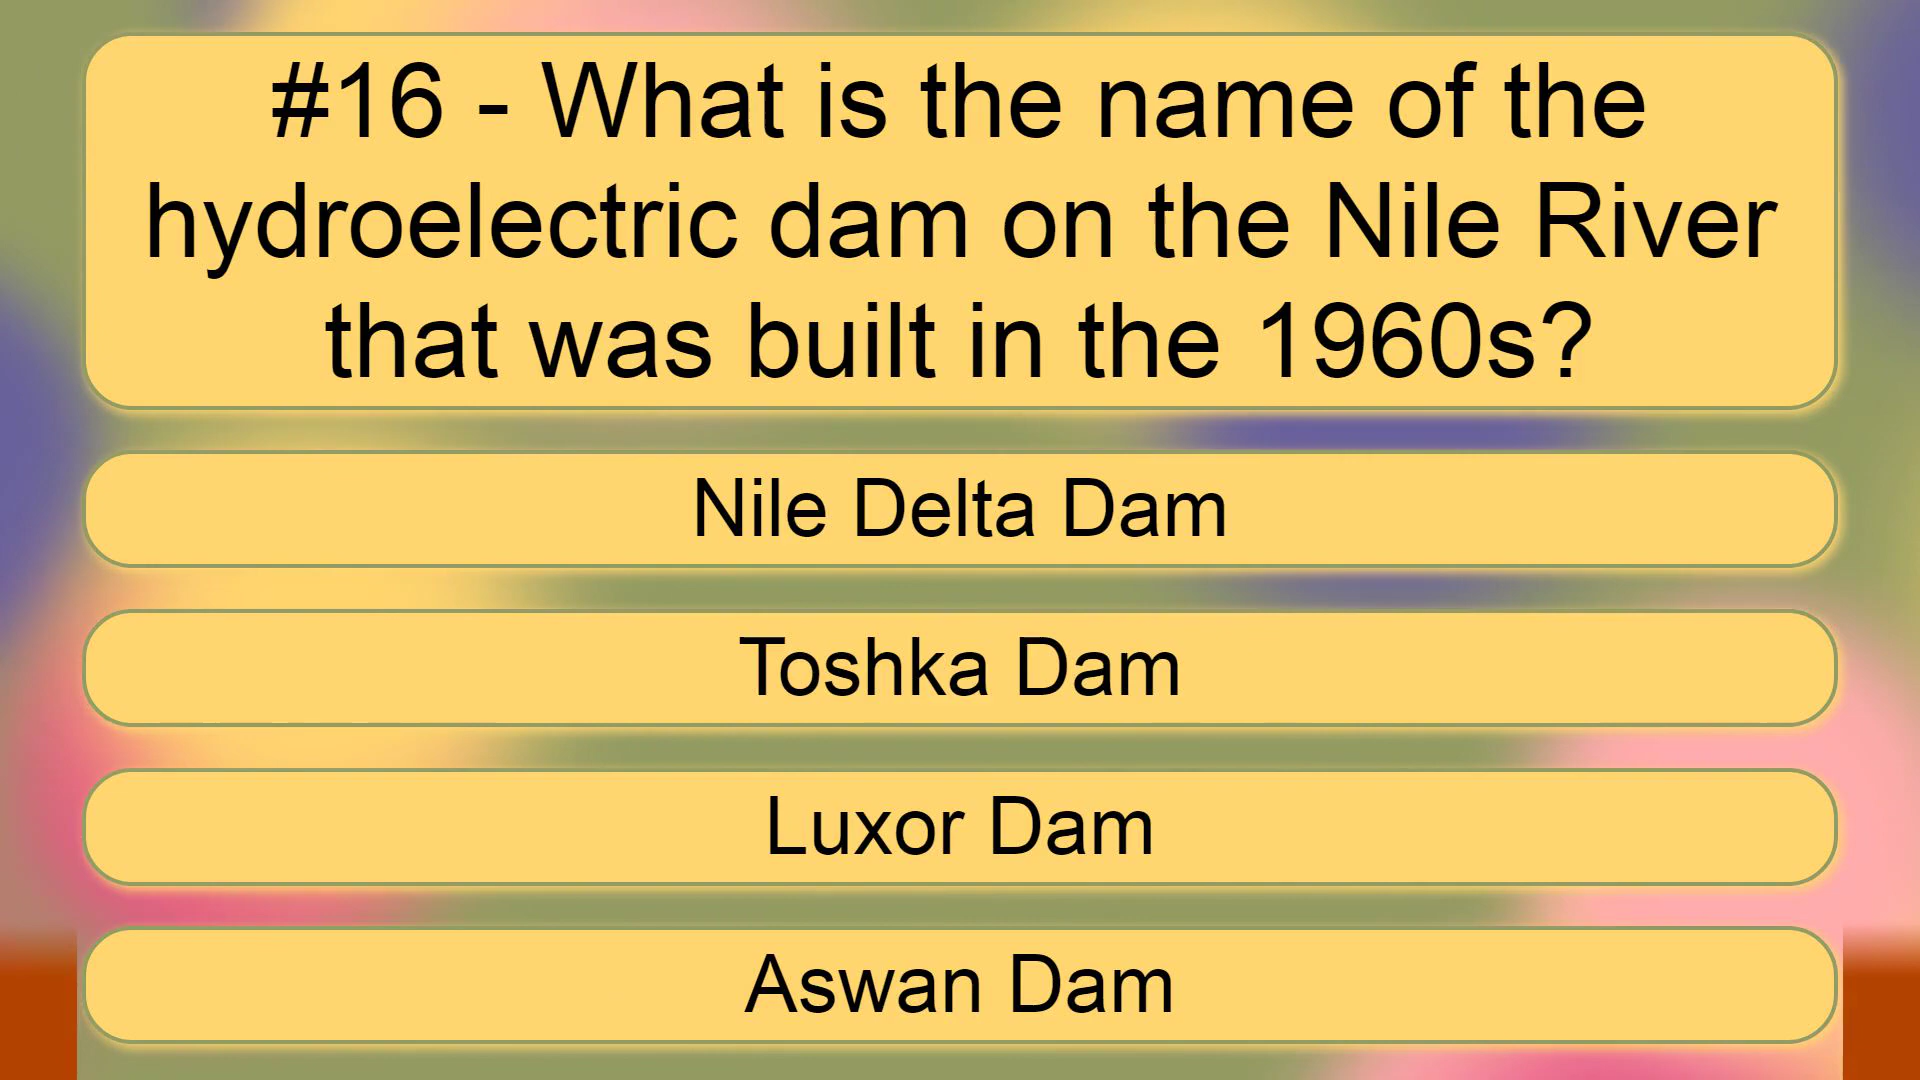 #16 - What is the name of the
hydroelectric dam on the Nile River
that was built in the 1960s?
Nile Delta Dam
Toshka Dam
Luxor Dam
Aswan Dam